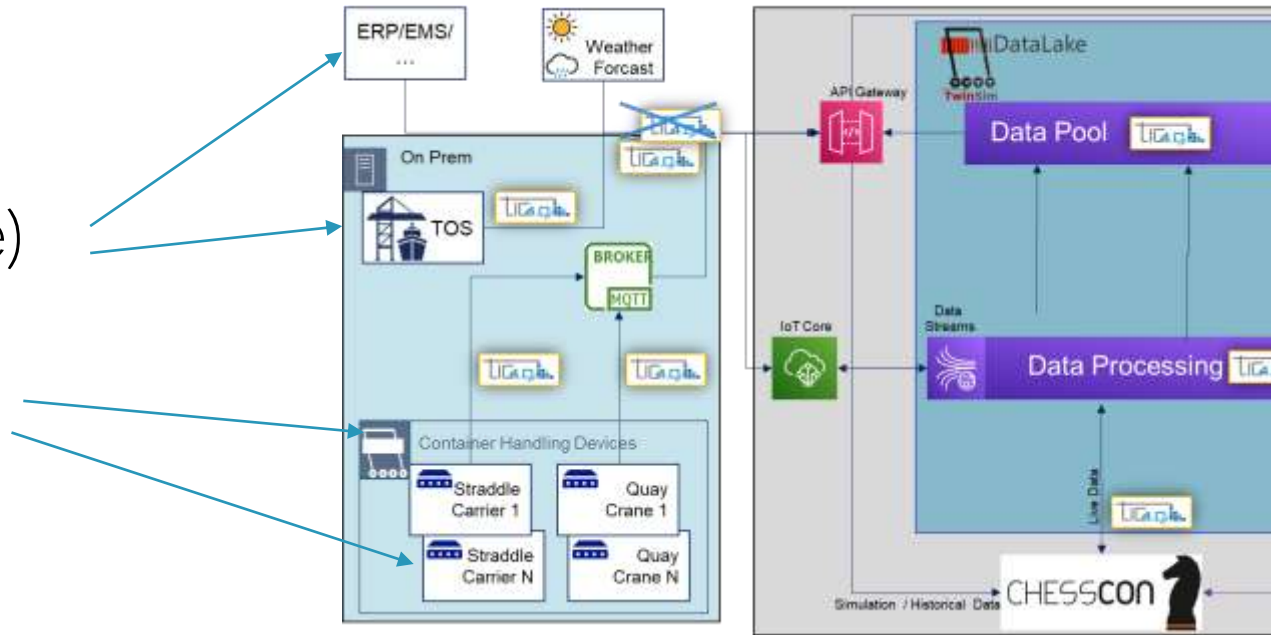 e)
ERP/EMS/
...
Weather
Forcast
On Prem
TOS
BROKER
MQTT
Container Handling Devices
Straddle
Carrier 1
Quay
Crane 1
Straddle
Carrier N
Quay
Crane N
DataLake
TwinSim
API Gateway
Data Pool
IoT Core
Data
Streams
Data Processing
Live Data
Simulation / Historical Data
CHESSCON